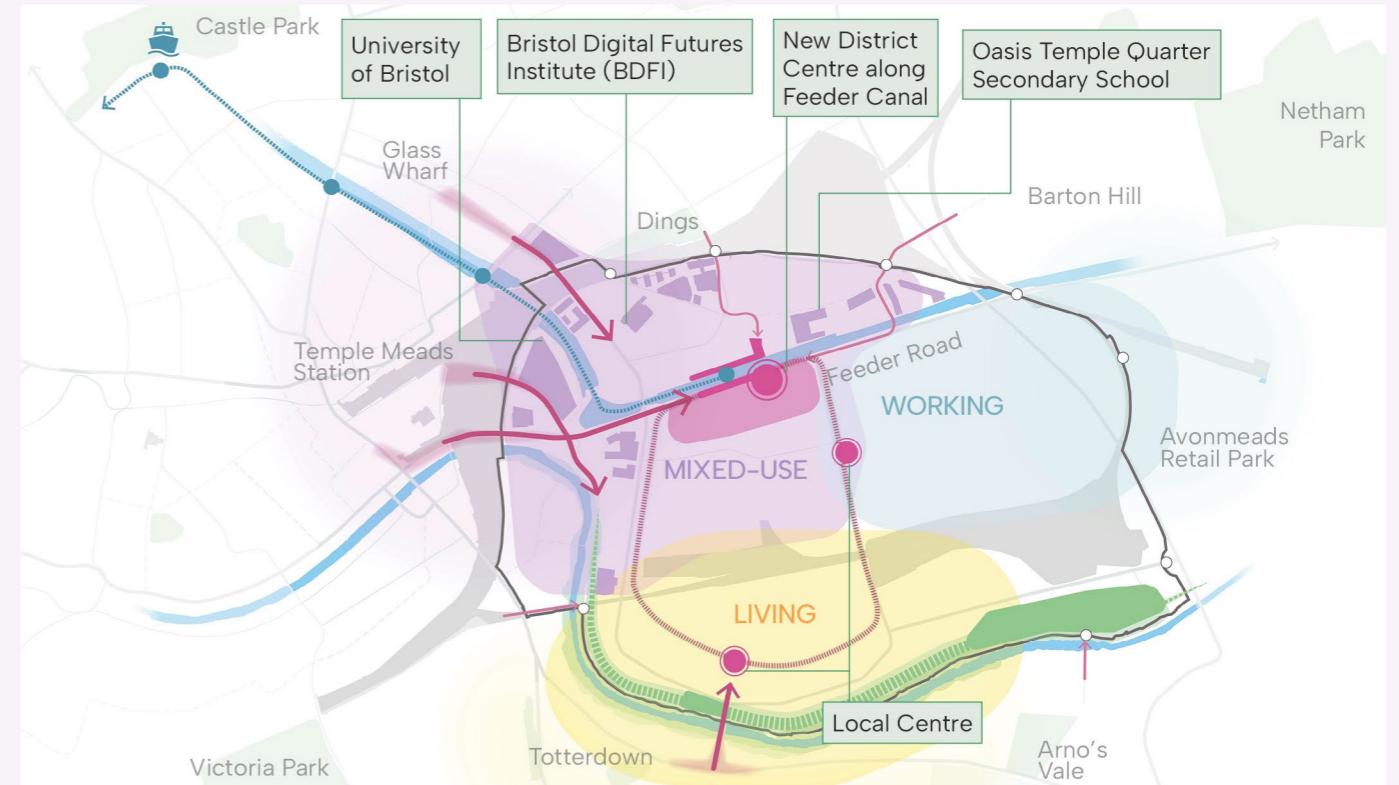 Castle Park
University
of Bristol
Bristol Digital Futures
Institute (BDFI)
New District
Centre along
Feeder Canal
Oasis Temple Quarter
Secondary School
Netham
Park
Glass
Wharf
Dings
Barton Hill
Temple Meads
Station
Feeder Road
WORKING
MIXED-USE
Avonmeads
Retail Park
LIVING
Local Centre
Totterdown
Victoria Park
Arno's
Vale